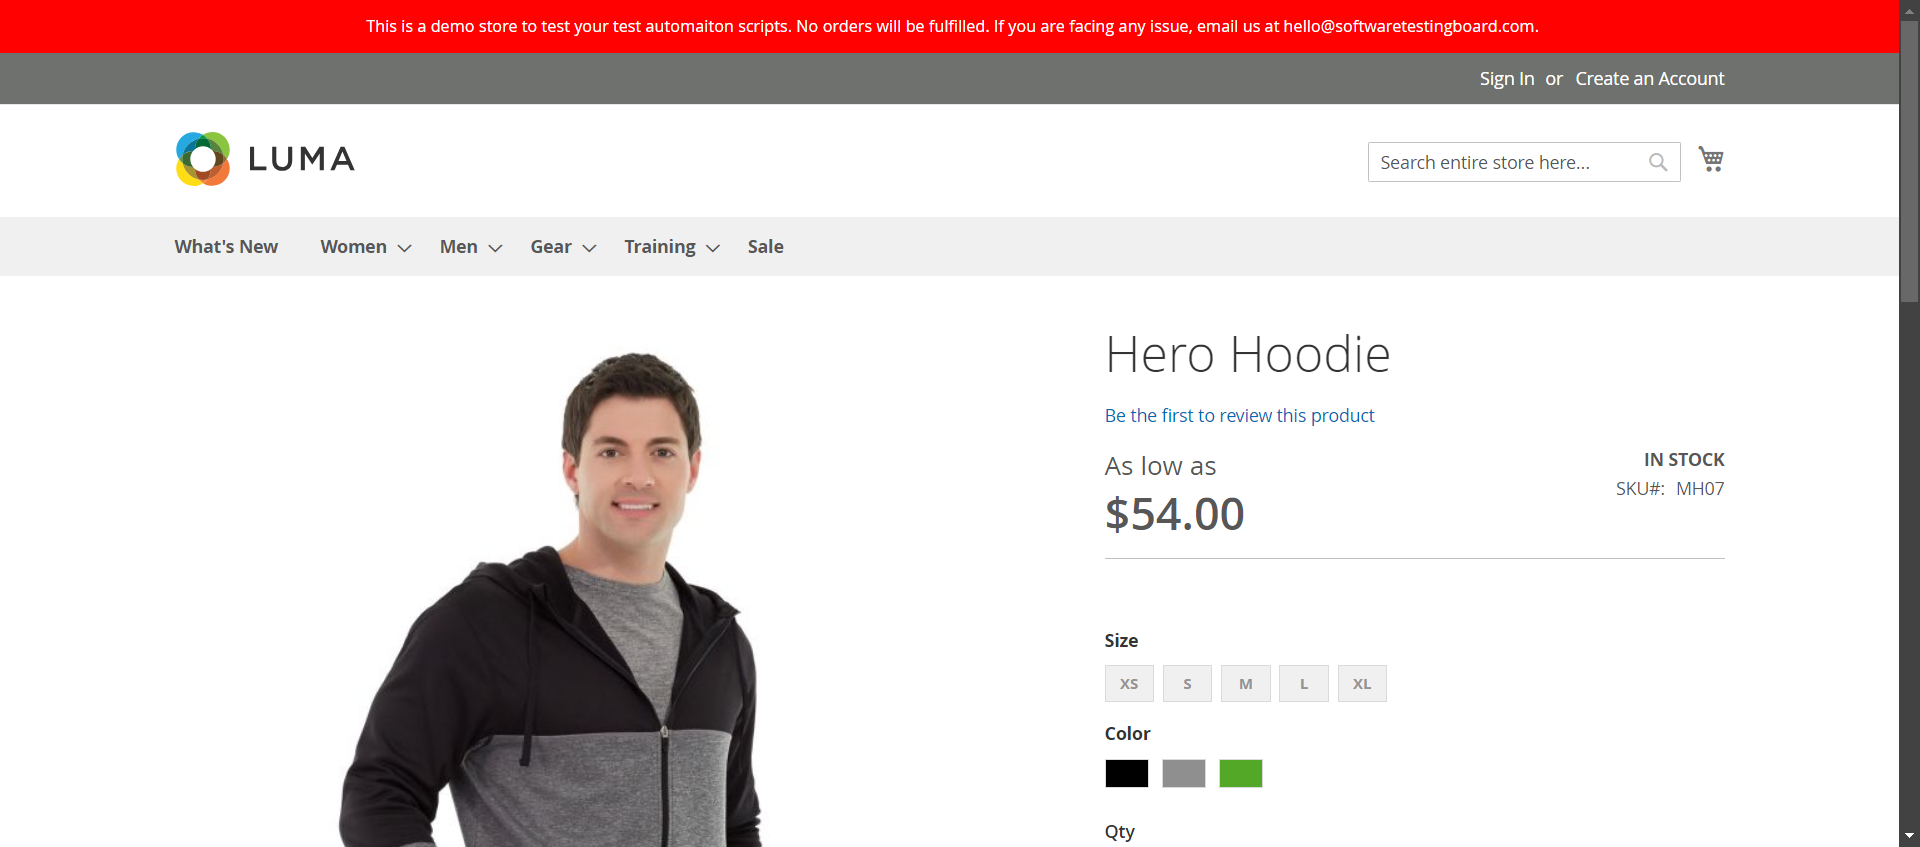 This is a demo store to test your test automaiton scripts. No orders will be fulfilled. If you are facing any issue, email us at hello@softwaretestingboard.com.
Sign In or Create an Account
LUMA
Search entire store here...
What's New Women Men Gear Training Sale
Hero Hoodie
Be the first to review this product
As low as
IN STOCK
$54.00
SKU#: MH07
Size
XS S M L XL
Color
Qty